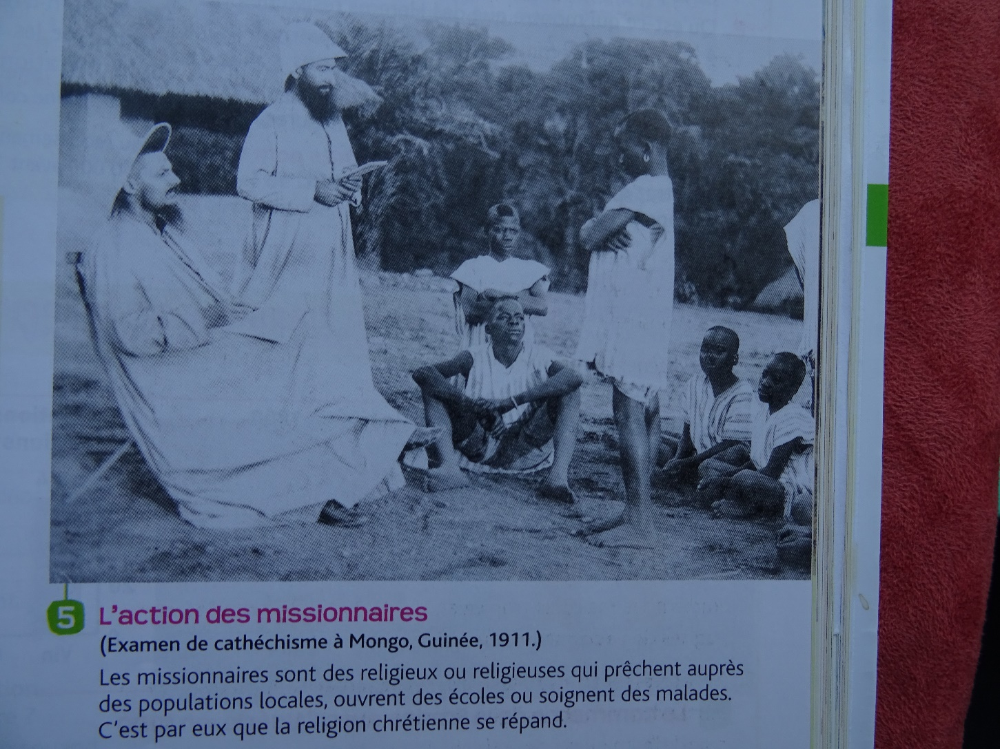 5 L'action des missionnaires
(Examen de cathéchisme à Mongo, Guinée, 1911.)
Les missionnaires sont des religieux ou religieuses qui prêchent auprès
des populations locales, ouvrent des écoles ou soignent des malades.
C'est par eux que la religion chrétienne se répand.